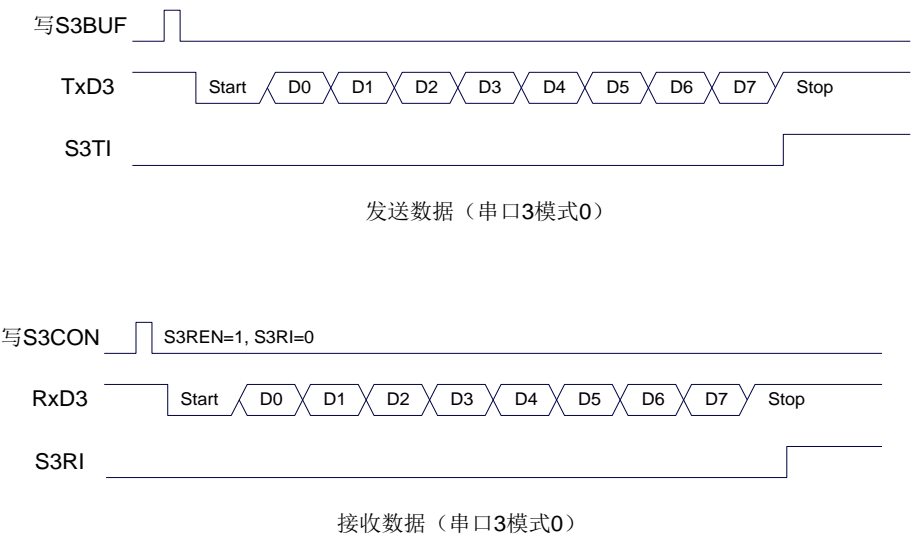 写S3BUF
TxD3 Start D0 D1 D2 D3 D4 D5 D6 D7 Stop
S3TI
发送数据（串口3模式0）
写S3CON S3REN=1, S3RI=0
RxD3 Start D0 D1 D2 D3 D4 D5 D6 D7 Stop
S3RI
接收数据（串口3模式0）